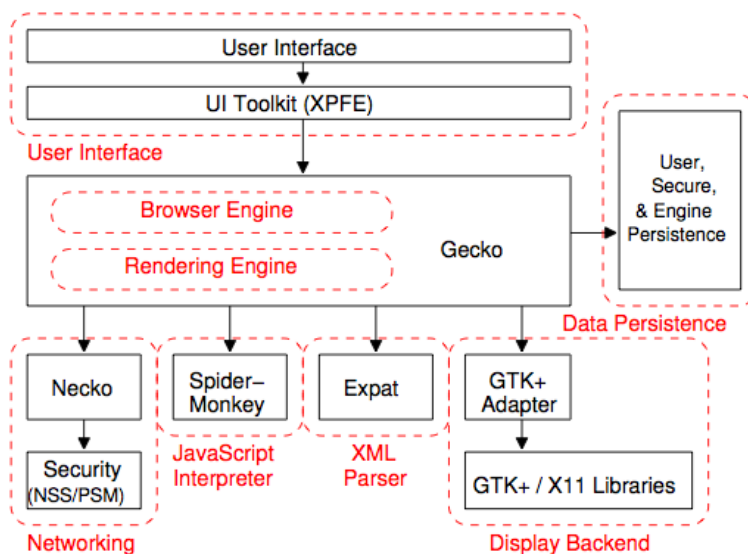 User Interface
UI Toolkit (XPFE)
User Interface
User,
Secure,
& Engine
Persistence
Browser Engine
Rendering Engine
Gecko
Data Persistence
Necko
Spider–
Monkey
Expat
GTK+
Adapter
JavaScript
Interpreter
XML
Parser
Security
(NSS/PSM)
GTK+ / X11 Libraries
Networking
Display Backend